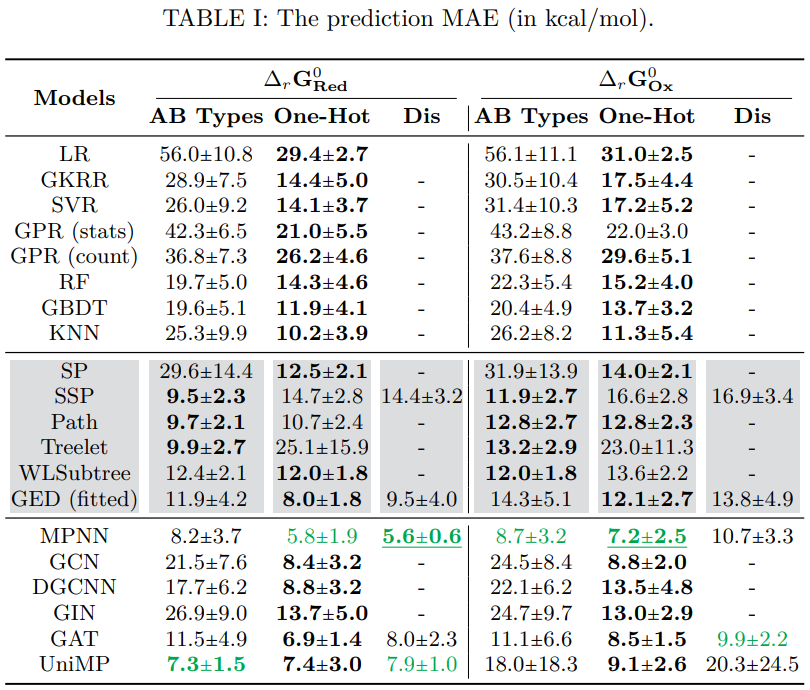 TABLE I: The prediction MAE (in kcal/mol).
Models Δ_rG⁰_Red Δ_rG⁰_Ox
AB Types One-Hot Dis AB Types One-Hot Dis
LR 56.0±10.8 29.4±2.7 56.1±11.1 31.0±2.5 -
GKRR 28.9±7.5 14.4±5.0 - 30.5±10.4 17.5±4.4 -
SVR 26.0±9.2 14.1±3.7 - 31.4±10.3 17.2±5.2 -
GPR (stats) 42.3±6.5 21.0±5.5 - 43.2±8.8 22.0±3.0 -
GPR (count) 36.8±7.3 26.2±4.6 - 37.6±8.8 29.6±5.1 -
RF 19.7±5.0 14.3±4.6 - 22.3±5.4 15.2±4.0 -
GBDT 19.6±5.1 11.9±4.1 - 20.4±4.9 13.7±3.2 -
KNN 25.3±9.9 10.2±3.9 - 26.2±8.2 11.3±5.4 -
SP 29.6±14.4 12.5±2.1 - 31.9±13.9 14.0±2.1 -
SSP 9.5±2.3 14.7±2.8 14.4±3.2 11.9±2.7 16.6±2.8 16.9±3.4
Path 9.7±2.1 10.7±2.4 - 12.8±2.7 12.8±2.3 -
Treelet 9.9±2.7 25.1±15.9 - 13.2±2.9 23.0±11.3 -
WLSubtree 12.4±2.1 12.0±1.8 - 12.0±1.8 13.6±2.2 -
GED (fitted) 11.9±4.2 8.0±1.8 9.5±4.0 14.3±5.1 12.1±2.7 13.8±4.9
MPNN 8.2±3.7 5.8±1.9 5.6±0.6 8.7±3.2 7.2±2.5 10.7±3.3
GCN 21.5±7.6 8.4±3.2 - 24.5±8.4 8.8±2.0 -
DGCNN 17.7±6.2 8.8±3.2 - 22.1±6.2 13.5±4.8 -
GIN 26.9±9.0 13.7±5.0 - 24.7±9.7 13.0±2.9 -
GAT 11.5±4.9 6.9±1.4 8.0±2.3 11.1±6.6 8.5±1.5 9.9±2.2
UniMP 7.3±1.5 7.4±3.0 7.9±1.0 18.0±18.3 9.1±2.6 20.3±24.5